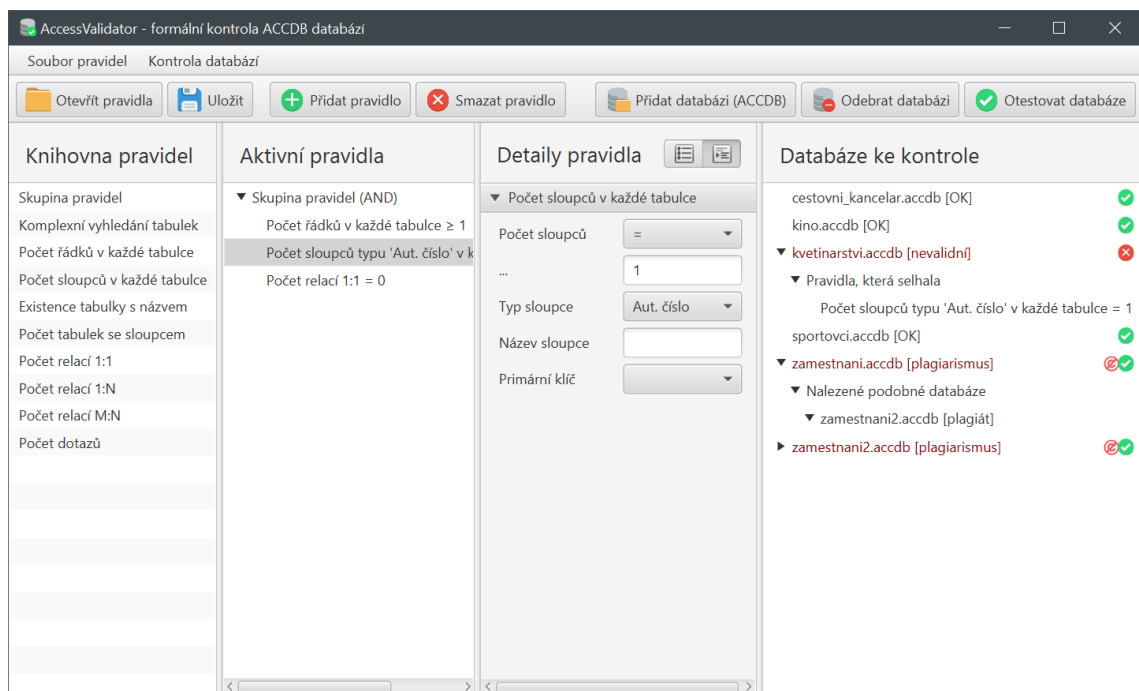 AccessValidator - formální kontrola ACCDB databází
Soubor pravidel Kontrola databází
Otevřít pravidla Uložit Přidat pravidlo Smazat pravidlo Přidat databázi (ACCDB) Odebrat databázi Otestovat databáze
Knihovna pravidel
Skupina pravidel
Komplexní vyhledání tabulek
Počet řádků v každé tabulce
Počet sloupců v každé tabulce
Existence tabulky s názvem
Počet tabulek se sloupcem
Počet relací 1:1
Počet relací 1:N
Počet relací M:N
Počet dotazů
Aktivní pravidla
Skupina pravidel (AND)
Počet řádků v každé tabulce ≥ 1
Počet sloupců typu 'Aut. číslo' v k
Počet relací 1:1 = 0
Detaily pravidla
Počet sloupců v každé tabulce
Počet sloupců =
... 1
Typ sloupce Aut. číslo
Název sloupce
Primární klíč
Databáze ke kontrole
cestovni_kancelar.accdb [OK]
kino.accdb [OK]
kvetinarstvi.accdb [nevalidní]
Pravidla, která selhala
Počet sloupců typu 'Aut. číslo' v každé tabulce = 1
sportovci.accdb [OK]
zamestnani.accdb [plagiarismus]
Nalezené podobné databáze
zamestnani2.accdb [plagiát]
zamestnani2.accdb [plagiarismus]